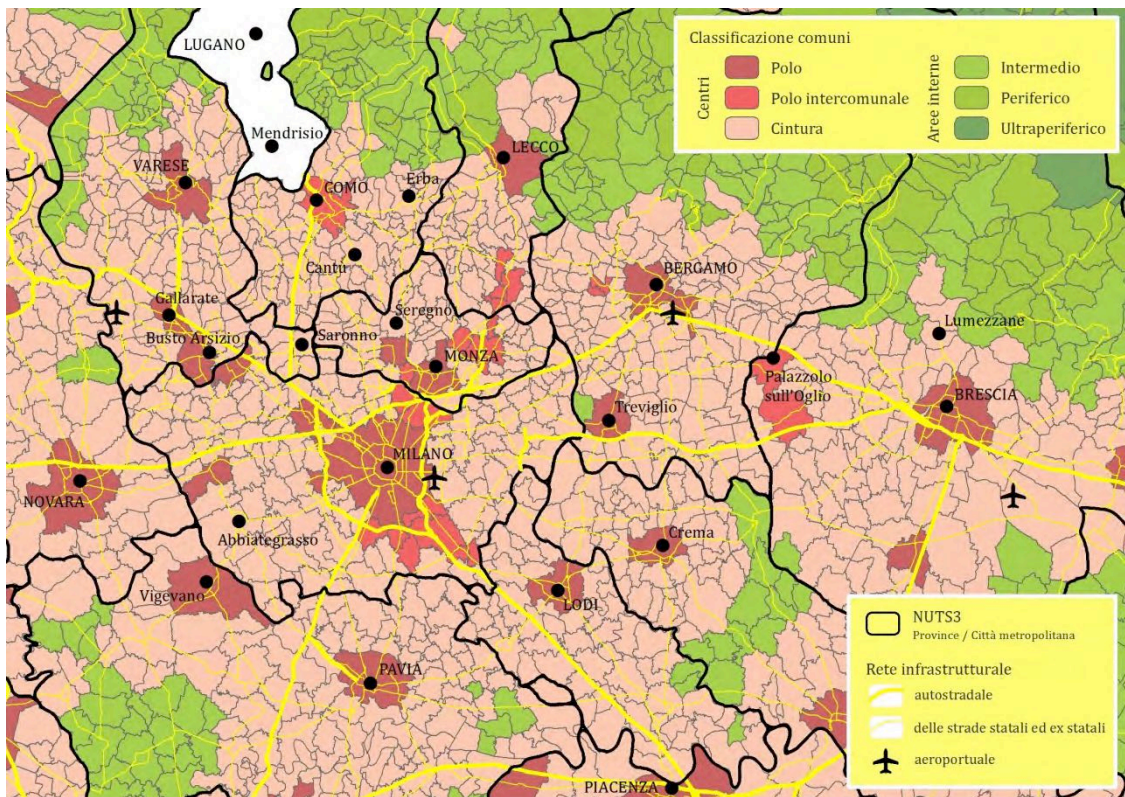 Classificazione comuni
Centri
Polo
Polo intercomunale
Cintura
Aree interne
Intermedio
Periferico
Ultraperiferico
LUGANO
Mendrisio
VARESE
COMO
Erba
LECCO
Cantu
BERGAMO
Gallarate
Seregno
Busto Arsizio
Saronno
MONZA
Lumezzane
Palazzolo
sull'Oglio
BRESCIA
Treviglio
MILANO
NOVARA
Abbiategrasso
Crema
Vigevano
LODI
PAVIA
PIACENZA
NUTS3
Province / Città metropolitana
Rete infrastrutturale
autostradale
delle strade statali ed ex statali
aeroportuale